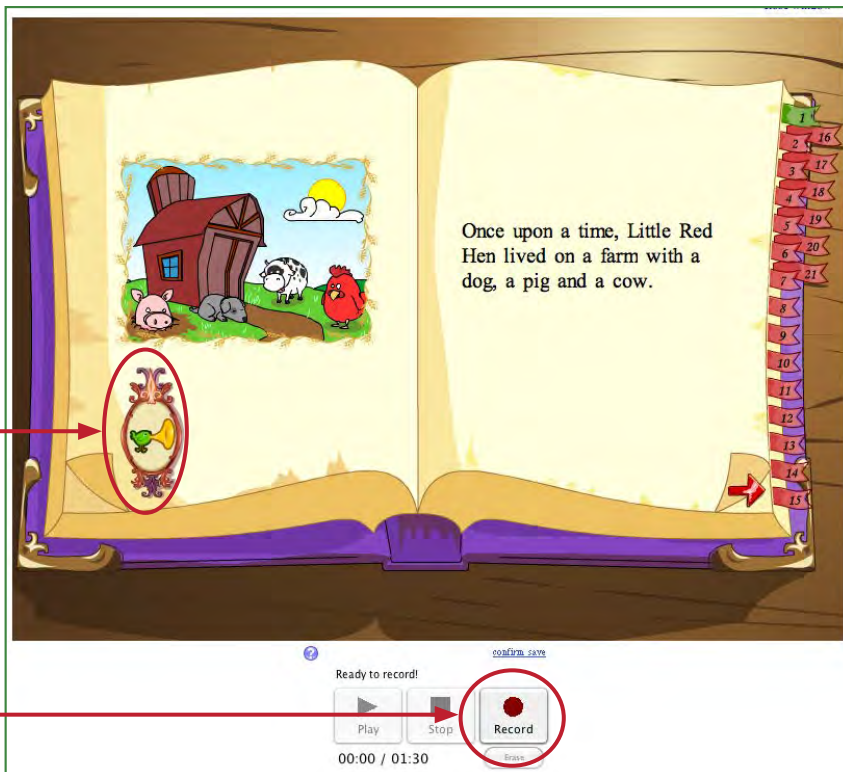 Once upon a time, Little Red
Hen lived on a farm with a
dog, a pig and a cow.
1
2
16
3
17
4
18
5
19
6
20
7
21
8
9
10
11
12
13
14
15
confirm save
?
Ready to record!
Play
Stop
Record
00:00 / 01:30
Erase